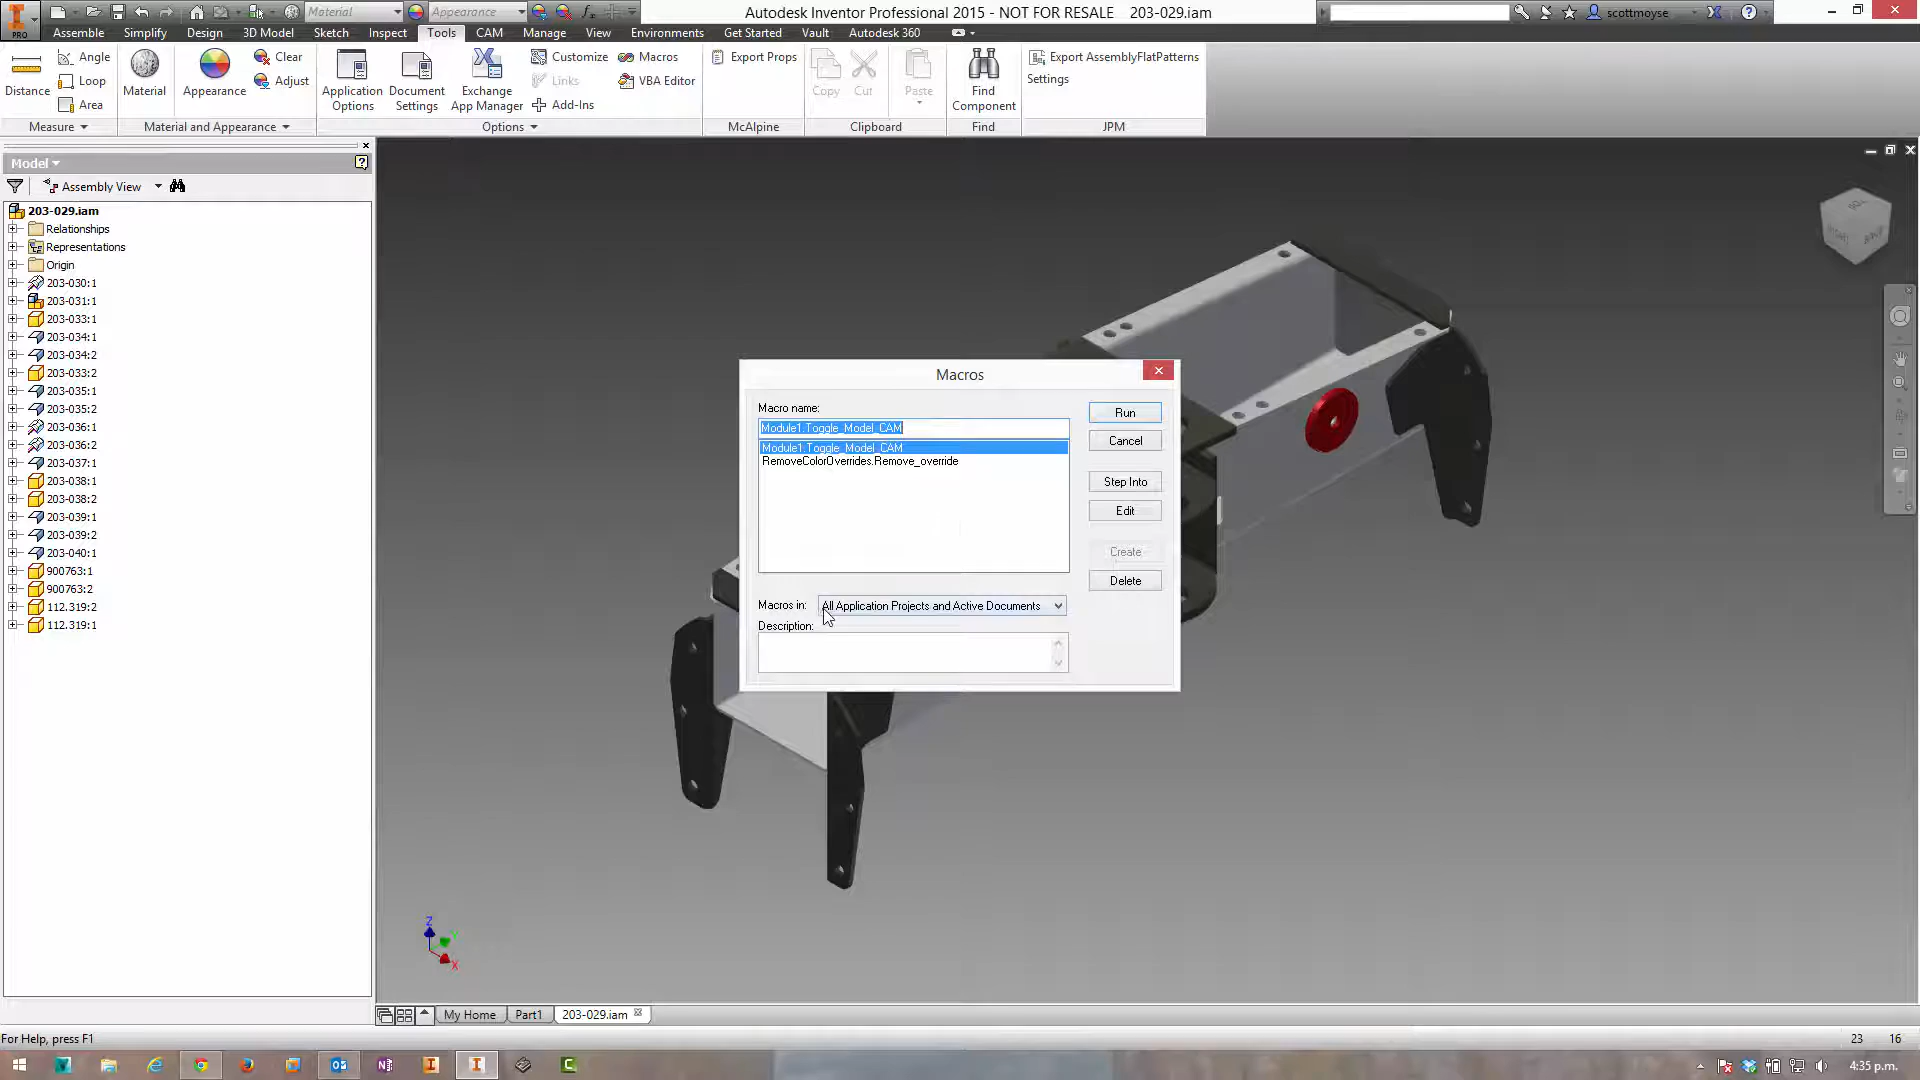 Material
Appearance
Autodesk Inventor Professional 2015 - NOT FOR RESALE 203-029.iam
scottmoyse
PRO
Assemble Simplify Design 3D Model Sketch Inspect Tools CAM Manage View Environments Get Started Vault Autodesk 360
Distance
Angle
Loop
Area
Measure
Material
Appearance
Clear
Adjust
Material and Appearance
Application Options
Document Settings
Exchange App Manager
Customize
Links
Add-Ins
Macros
VBA Editor
Options
Export Props
McAlpine
Copy Cut Paste
Clipboard
Find Component
Find
Export AssemblyFlatPatterns
Settings
JPM
Model
Assembly View
203-029.iam
Relationships
Representations
Origin
203-030:1
203-031:1
203-033:1
203-034:1
203-034:2
203-033:2
203-035:1
203-035:2
203-036:1
203-036:2
203-037:1
203-038:1
203-038:2
203-039:1
203-039:2
203-040:1
900763:1
900763:2
112.319:2
112.319:1
Macros
Macro name:
Module1.Toggle_Model_CAM
Module1.Toggle_Model_CAM
RemoveColorOverrides.Remove_override
Run
Cancel
Step Into
Edit
Create
Delete
Macros in: All Application Projects and Active Documents
Description:
Z
Y
X
My Home Part1 203-029.iam
For Help, press F1
23 16
4:35 p.m.